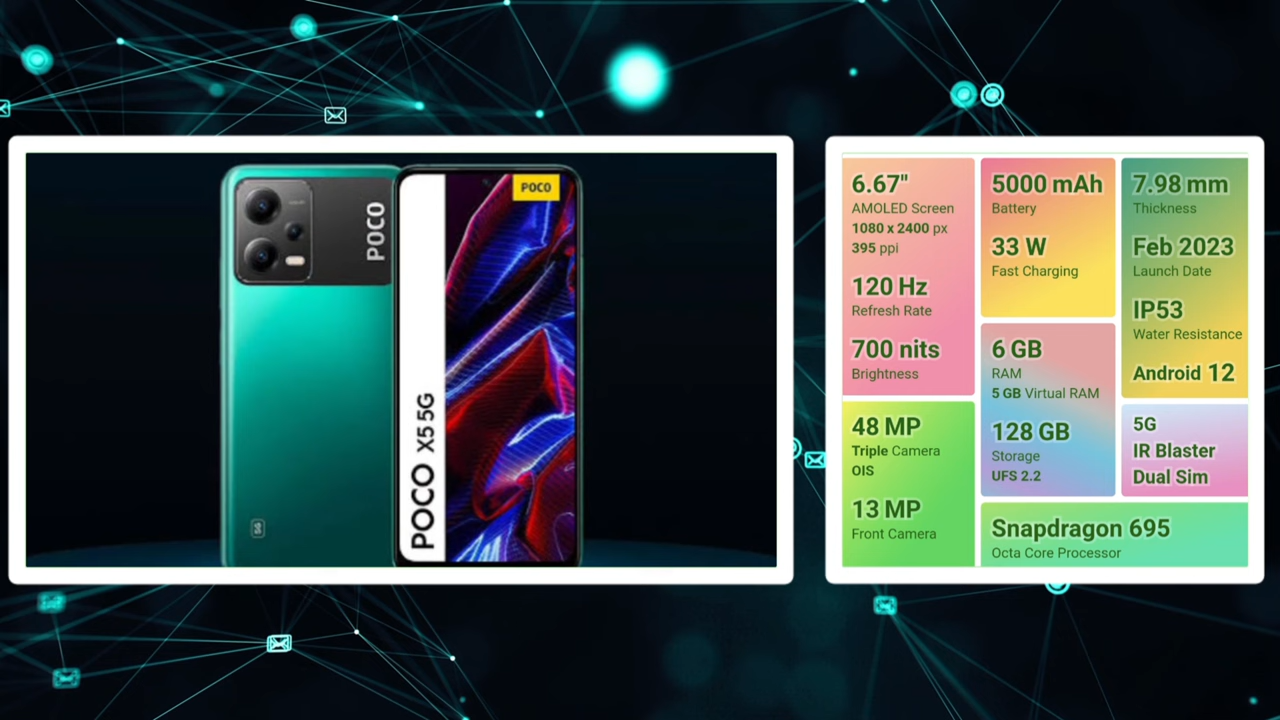 POCO
POCO
POCO X5 5G
6.67"
AMOLED Screen
1080 x 2400 px
395 ppi
120 Hz
Refresh Rate
700 nits
Brightness
48 MP
Triple Camera
OIS
13 MP
Front Camera
5000 mAh
Battery
33 W
Fast Charging
6 GB
RAM
5 GB Virtual RAM
128 GB
Storage
UFS 2.2
7.98 mm
Thickness
Feb 2023
Launch Date
IP53
Water Resistance
Android 12
5G
IR Blaster
Dual Sim
Snapdragon 695
Octa Core Processor